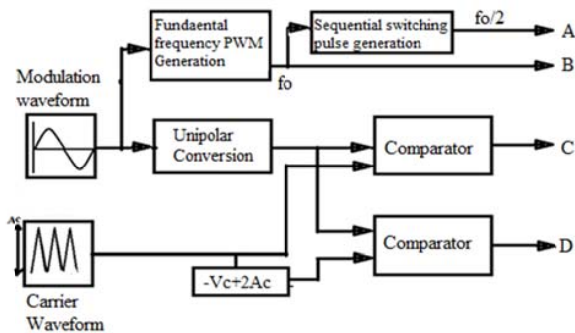 Fundaental
frequency PWM
Generation
Sequential switching
pulse generation
fo/2
A
B
fo
Modulation
waveform
Unipolar
Conversion
Comparator
C
Ac
Comparator
D
-Vc+2Ac
Carrier
Waveform